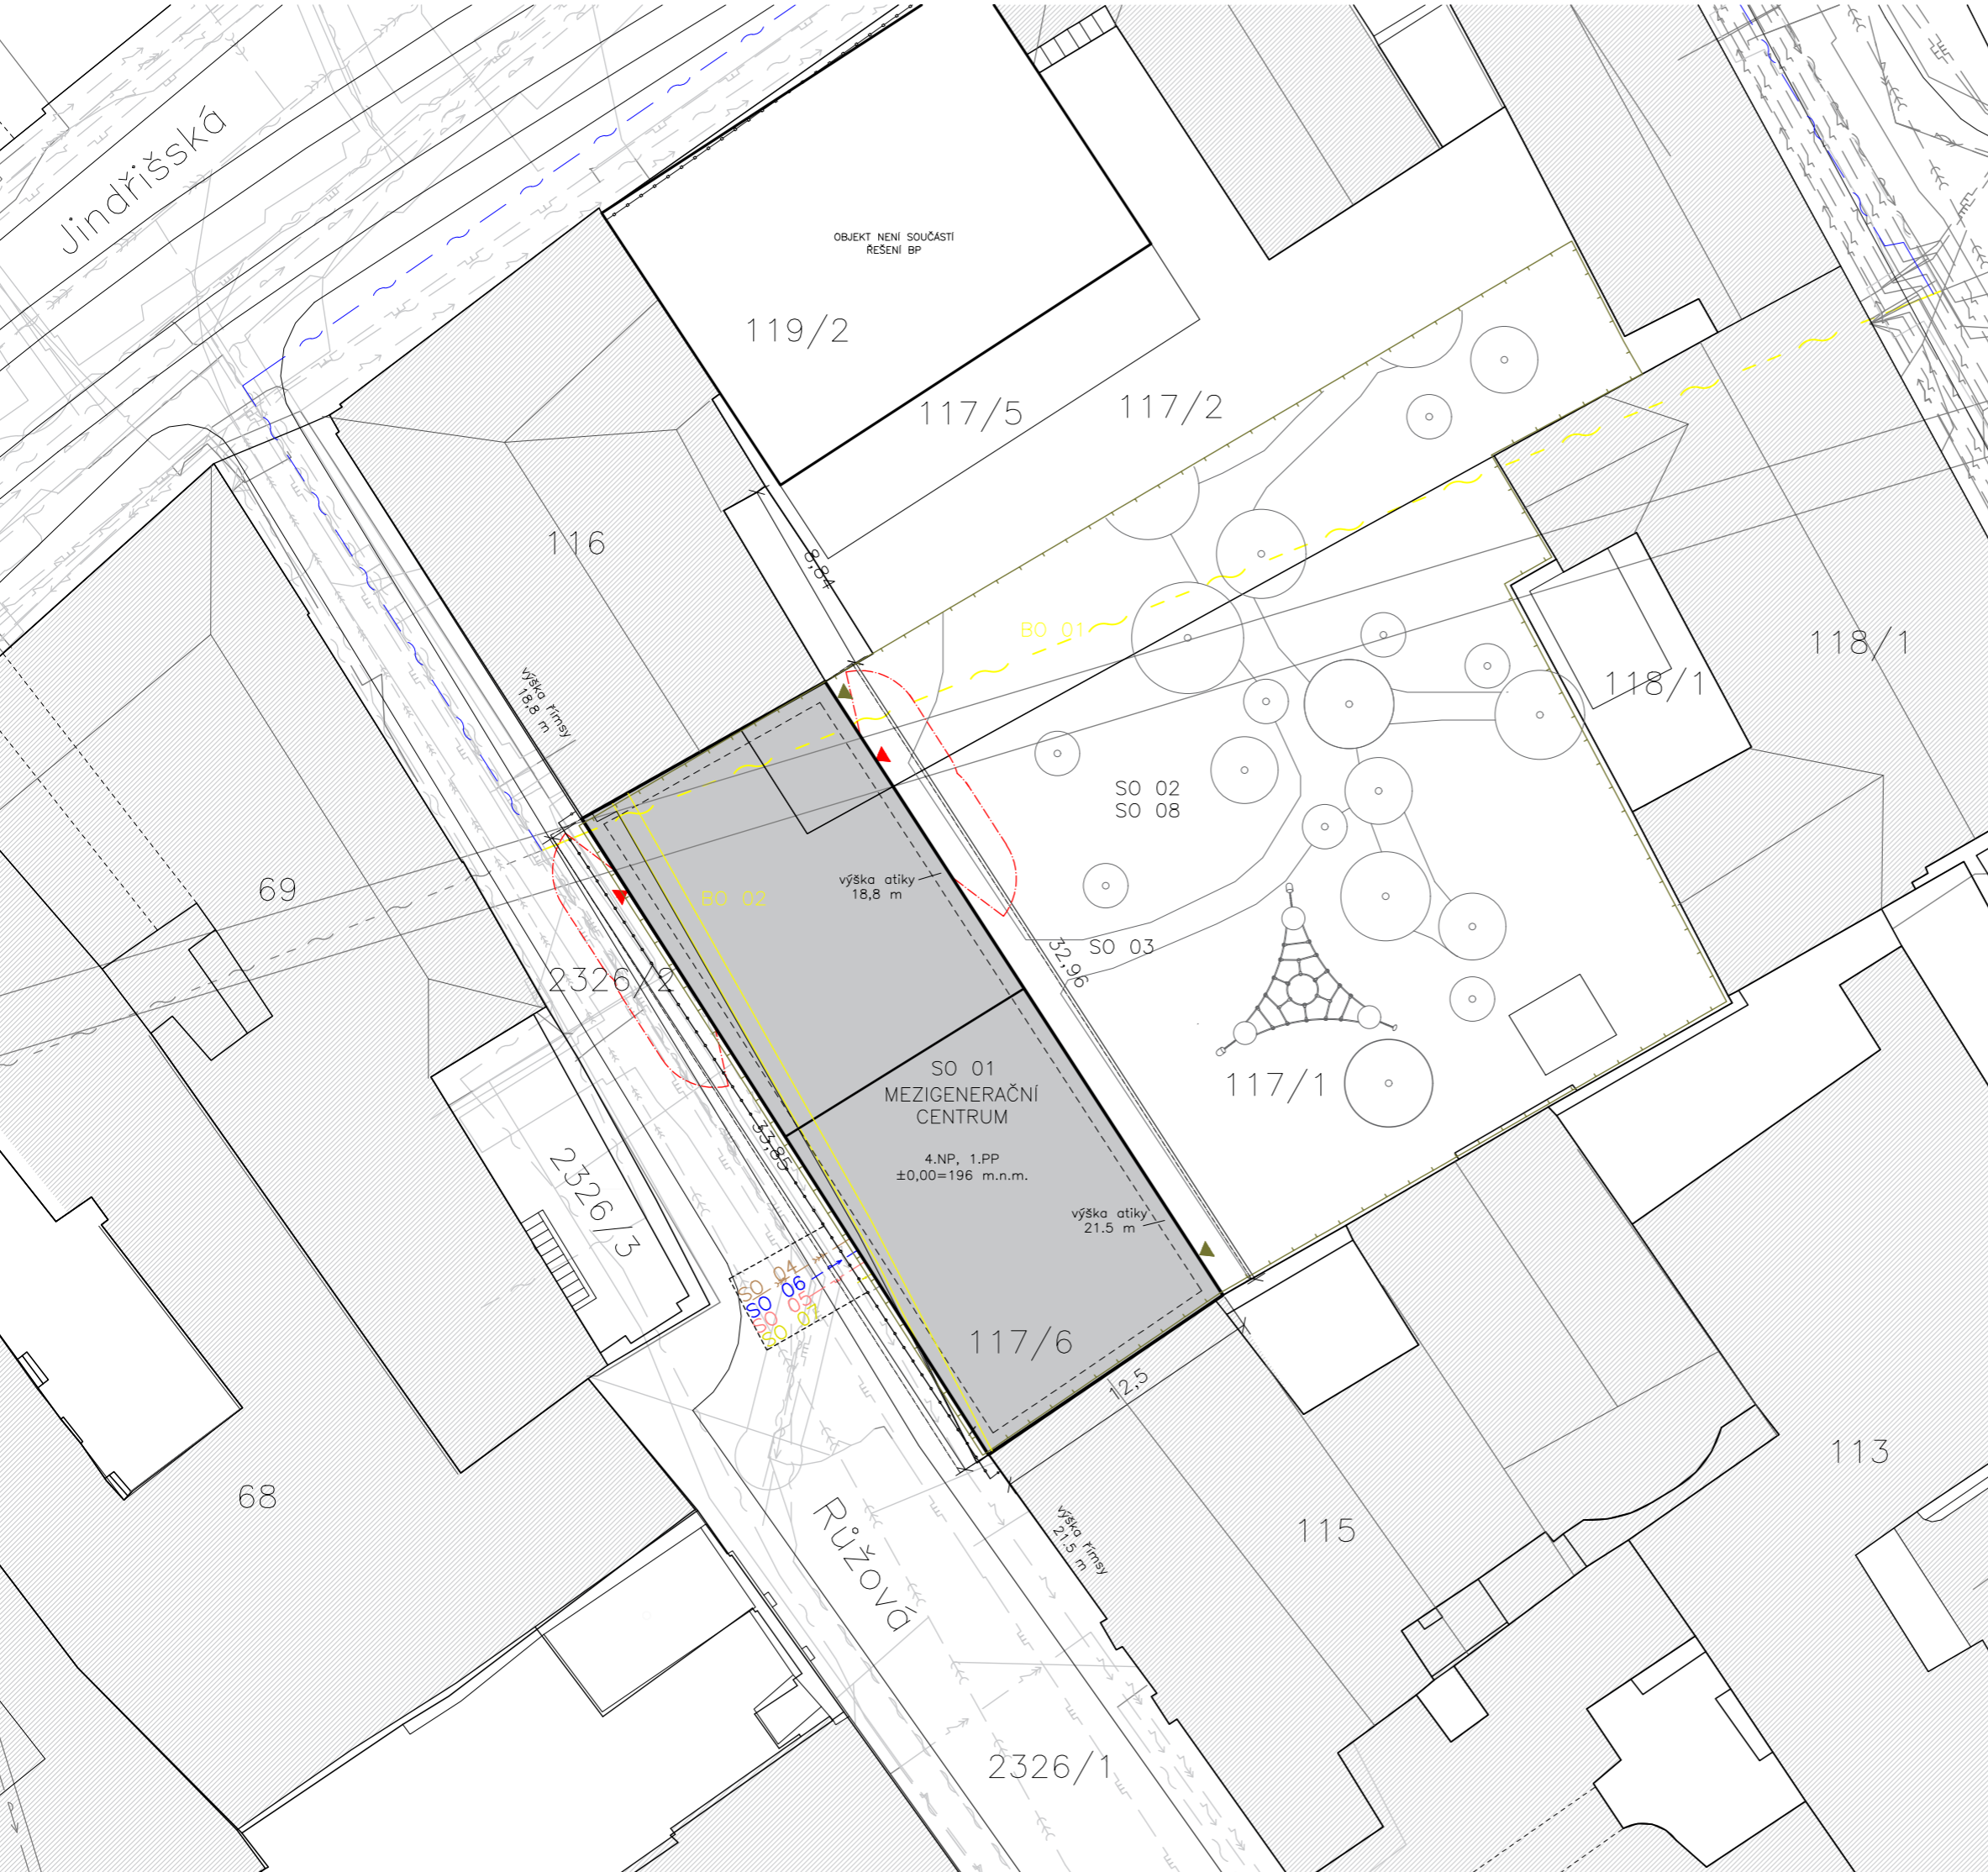 Jindřišská
OBJEKT NENÍ SOUČÁSTÍ
ŘEŠENÍ BP
119/2
117/5
117/2
116
8,84
BO 01
118/1
118/1
výška římsy
18,8 m
SO 02
SO 08
69
výška atiky
18,8 m
BO 02
SO 03
32,96
2326/2
SO 01
MEZIGENERAČNÍ
CENTRUM
4.NP, 1.PP
±0,00=196 m.n.m.
117/1
33,85
2326/3
výška atiky
21.5 m
SO 04
SO 06
SO 05
SO 07
117/6
12,5
68
113
115
výška římsy
21.5 m
Růžová
2326/1